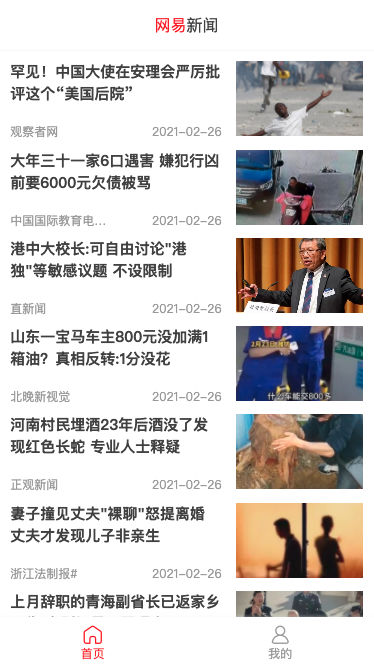 网易新闻
罕见！中国大使在安理会严厉批
评这个“美国后院”
观察者网 2021-02-26
大年三十一家6口遇害 嫌犯行凶
前要6000元欠债被骂
中国国际教育电... 2021-02-26
港中大校长:可自由讨论"港
独"等敏感议题 不设限制
直新闻 2021-02-26
山东一宝马车主800元没加满1
箱油？真相反转:1分没花
北晚新视觉 2021-02-26
什么车能交800多
河南村民埋酒23年后酒没了发
现红色长蛇 专业人士释疑
正观新闻 2021-02-26
妻子撞见丈夫"裸聊"怒提离婚
丈夫才发现儿子非亲生
浙江法制报# 2021-02-26
上月辞职的青海副省长已返家乡
首页
我的